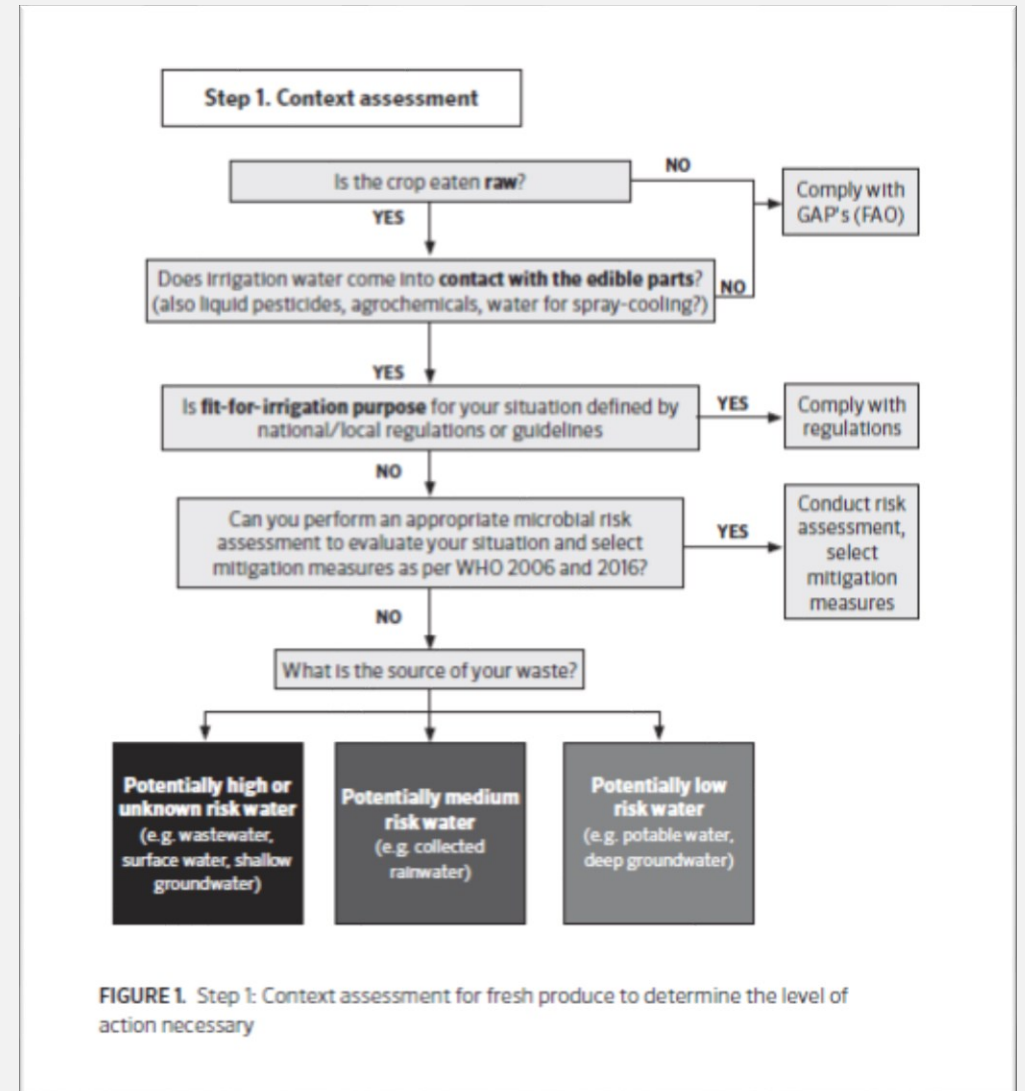 Step 1. Context assessment
Is the crop eaten raw?
NO
Comply with
GAP's (FAO)
YES
Does irrigation water come into contact with the edible parts?
(also liquid pesticides, agrochemicals, water for spray-cooling?)
NO
YES
Is fit-for-irrigation purpose for your situation defined by
national/local regulations or guidelines
YES
Comply with
regulations
NO
Can you perform an appropriate microbial risk
assessment to evaluate your situation and select
mitigation measures as per WHO 2006 and 2016?
YES
Conduct risk
assessment,
select
mitigation
measures
NO
What is the source of your waste?
Potentially high or
unknown risk water
(e.g. wastewater,
surface water, shallow
groundwater)
Potentially medium
risk water
(e.g. collected
rainwater)
Potentially low
risk water
(e.g. potable water,
deep groundwater)
FIGURE 1. Step 1: Context assessment for fresh produce to determine the level of
action necessary